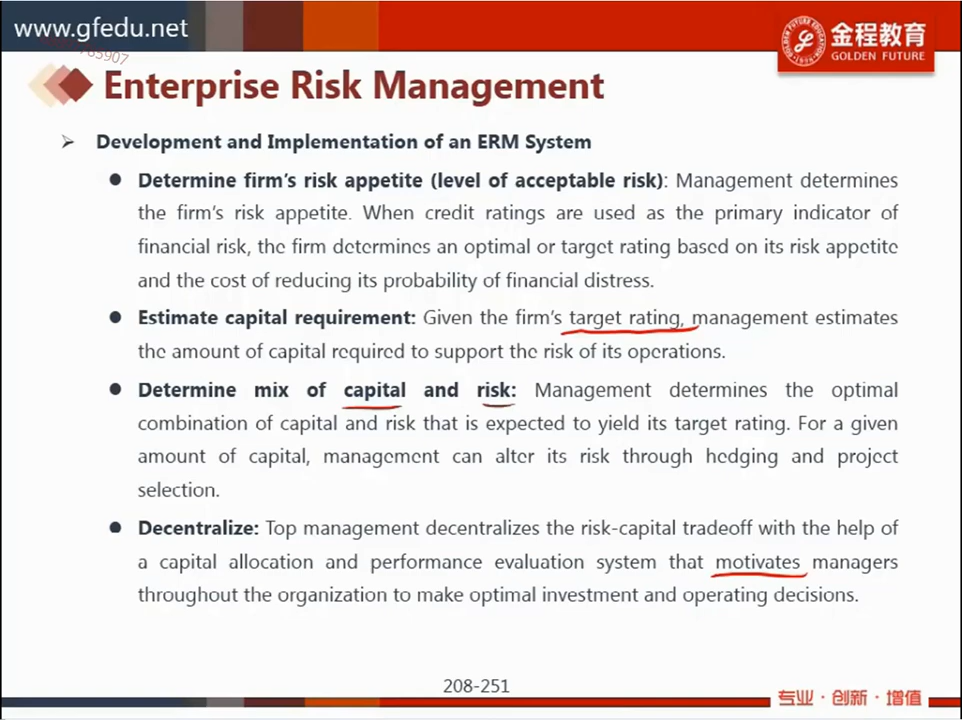 www.gfedu.net
765907
金程教育
GOLDEN FUTURE
Enterprise Risk Management
➢ Development and Implementation of an ERM System
● Determine firm's risk appetite (level of acceptable risk): Management determines
the firm's risk appetite. When credit ratings are used as the primary indicator of
financial risk, the firm determines an optimal or target rating based on its risk appetite
and the cost of reducing its probability of financial distress.
● Estimate capital requirement: Given the firm's target rating, management estimates
the amount of capital required to support the risk of its operations.
● Determine mix of capital and risk: Management determines the optimal
combination of capital and risk that is expected to yield its target rating. For a given
amount of capital, management can alter its risk through hedging and project
selection.
● Decentralize: Top management decentralizes the risk-capital tradeoff with the help of
a capital allocation and performance evaluation system that motivates managers
throughout the organization to make optimal investment and operating decisions.
208-251
专业·创新·增值